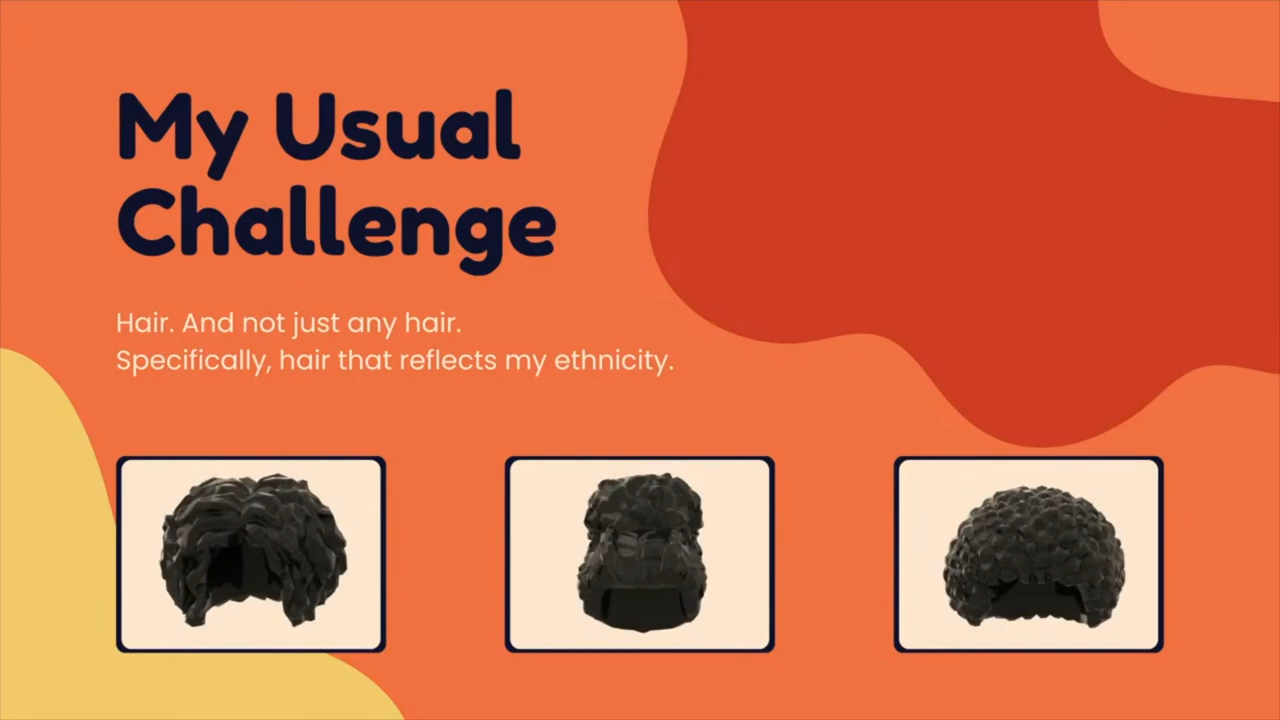 My Usual
Challenge
Hair. And not just any hair.
Specifically, hair that reflects my ethnicity.